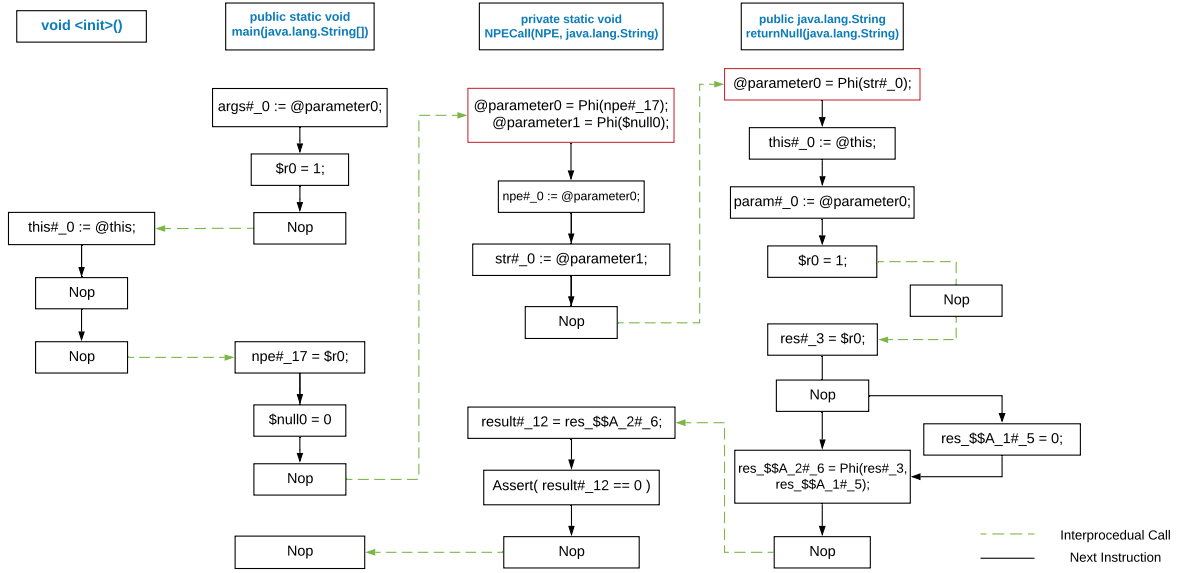 void <init>()
public static void
main(java.lang.String[])
private static void
NPECall(NPE, java.lang.String)
public java.lang.String
returnNull(java.lang.String)
args#_0 := @parameter0;
$r0 = 1;
Nop
this#_0 := @this;
Nop
Nop
npe#_17 = $r0;
$null0 = 0
Nop
@parameter0 = Phi(npe#_17);
@parameter1 = Phi($null0);
npe#_0 := @parameter0;
str#_0 := @parameter1;
Nop
@parameter0 = Phi(str#_0);
this#_0 := @this;
param#_0 := @parameter0;
$r0 = 1;
Nop
res#_3 = $r0;
Nop
res_$$A_1#_5 = 0;
res_$$A_2#_6 = Phi(res#_3,
res_$$A_1#_5);
Nop
result#_12 = res_$$A_2#_6;
Assert( result#_12 == 0 )
Nop
Nop
Interprocedual Call
Next Instruction